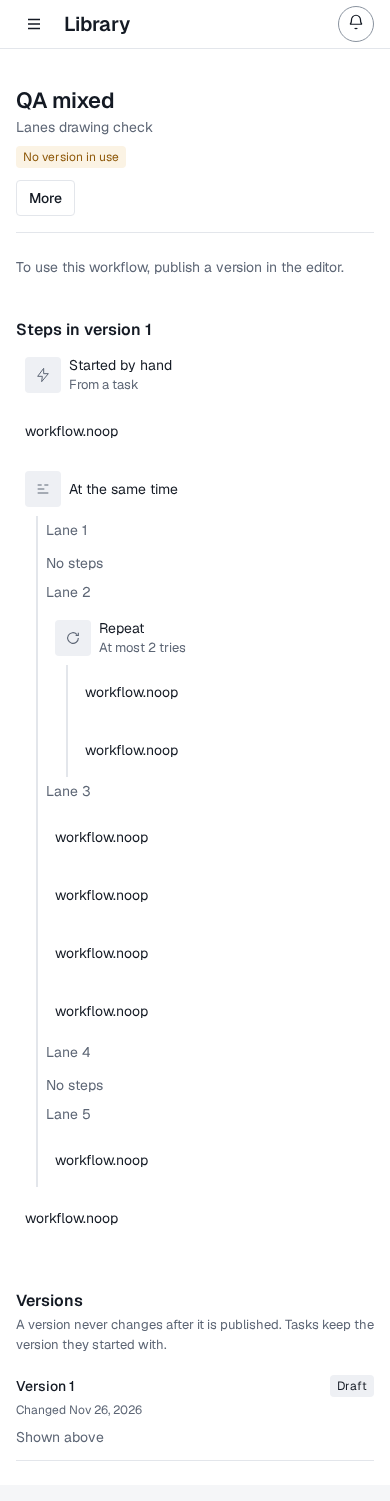 Library
QA mixed
Lanes drawing check
No version in use
More
To use this workflow, publish a version in the editor.
Steps in version 1
Started by hand
From a task
workflow.noop
At the same time
Lane 1
No steps
Lane 2
Repeat
At most 2 tries
workflow.noop
workflow.noop
Lane 3
workflow.noop
workflow.noop
workflow.noop
workflow.noop
Lane 4
No steps
Lane 5
workflow.noop
workflow.noop
Versions
A version never changes after it is published. Tasks keep the
version they started with.
Version 1
Draft
Changed Nov 26, 2026
Shown above